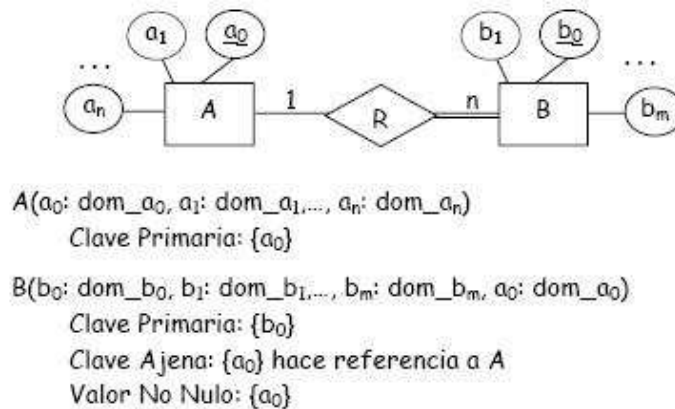 a₁ a₀ b₁ b₀
... ...
aₙ A 1 R n B bₘ
A(a₀: dom_a₀, a₁: dom_a₁,..., aₙ: dom_aₙ)
Clave Primaria: {a₀}
B(b₀: dom_b₀, b₁: dom_b₁,..., bₘ: dom_bₘ, a₀: dom_a₀)
Clave Primaria: {b₀}
Clave Ajena: {a₀} hace referencia a A
Valor No Nulo: {a₀}